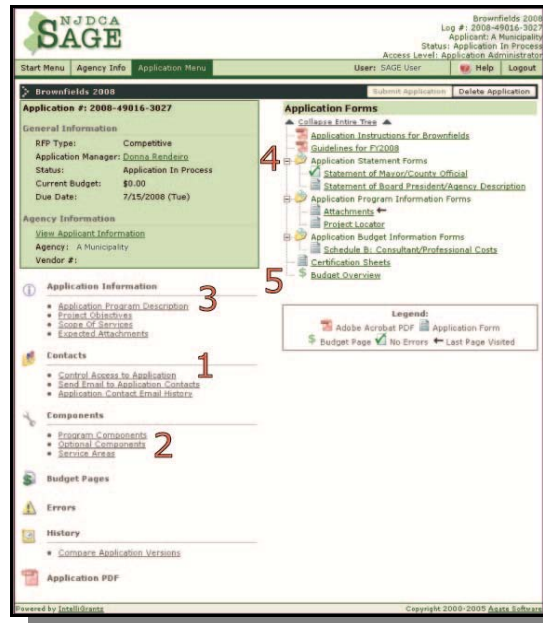 NJDCA
SAGE
Brownfields 2008
Log #: 2008-49016-3027
Applicant: A Municipality
Status: Application In Process
Access Level: Application Administrator
Start Menu Agency Info Application Menu User: SAGE User Help Logout
Brownfields 2008 Submit Application Delete Application
Application #: 2008-49016-3027
General Information
RFP Type: Competitive
Application Manager: Donna Rendeiro
Status: Application In Process
Current Budget: $0.00
Due Date: 7/15/2008 (Tue)
Agency Information
View Applicant Information
Agency: A Municipality
Vendor #:
Application Information
3
Application Program Description
Project Objectives
Scope Of Services
Expected Attachments
Contacts
1
Control Access to Application
Send Email to Application Contacts
Application Contact Email History
Components
2
Program Components
Optional Components
Service Areas
Budget Pages
Errors
History
Compare Application Versions
Application PDF
Application Forms
Collapse Entire Tree
Application Instructions for Brownfields
Guidelines for FY2008
4
Application Statement Forms
Statement of Mayor/County Official
Statement of Board President/Agency Description
Application Program Information Forms
Attachments
Project Locator
Application Budget Information Forms
Schedule B: Consultant/Professional Costs
Certification Sheets
5
$ Budget Overview
Legend:
Adobe Acrobat PDF Application Form
$ Budget Page No Errors Last Page Visited
Powered by IntelliGrants Copyright 2000-2005 Agate Software